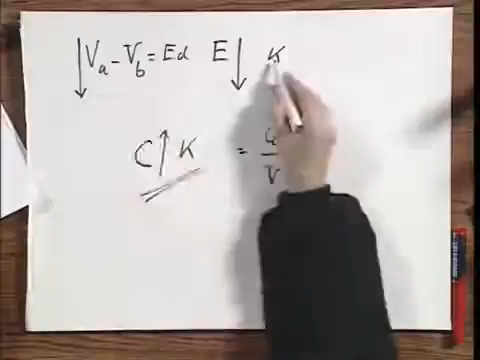 ↓ Va - Vb = Ed E ↓ K
C ↑ K = V